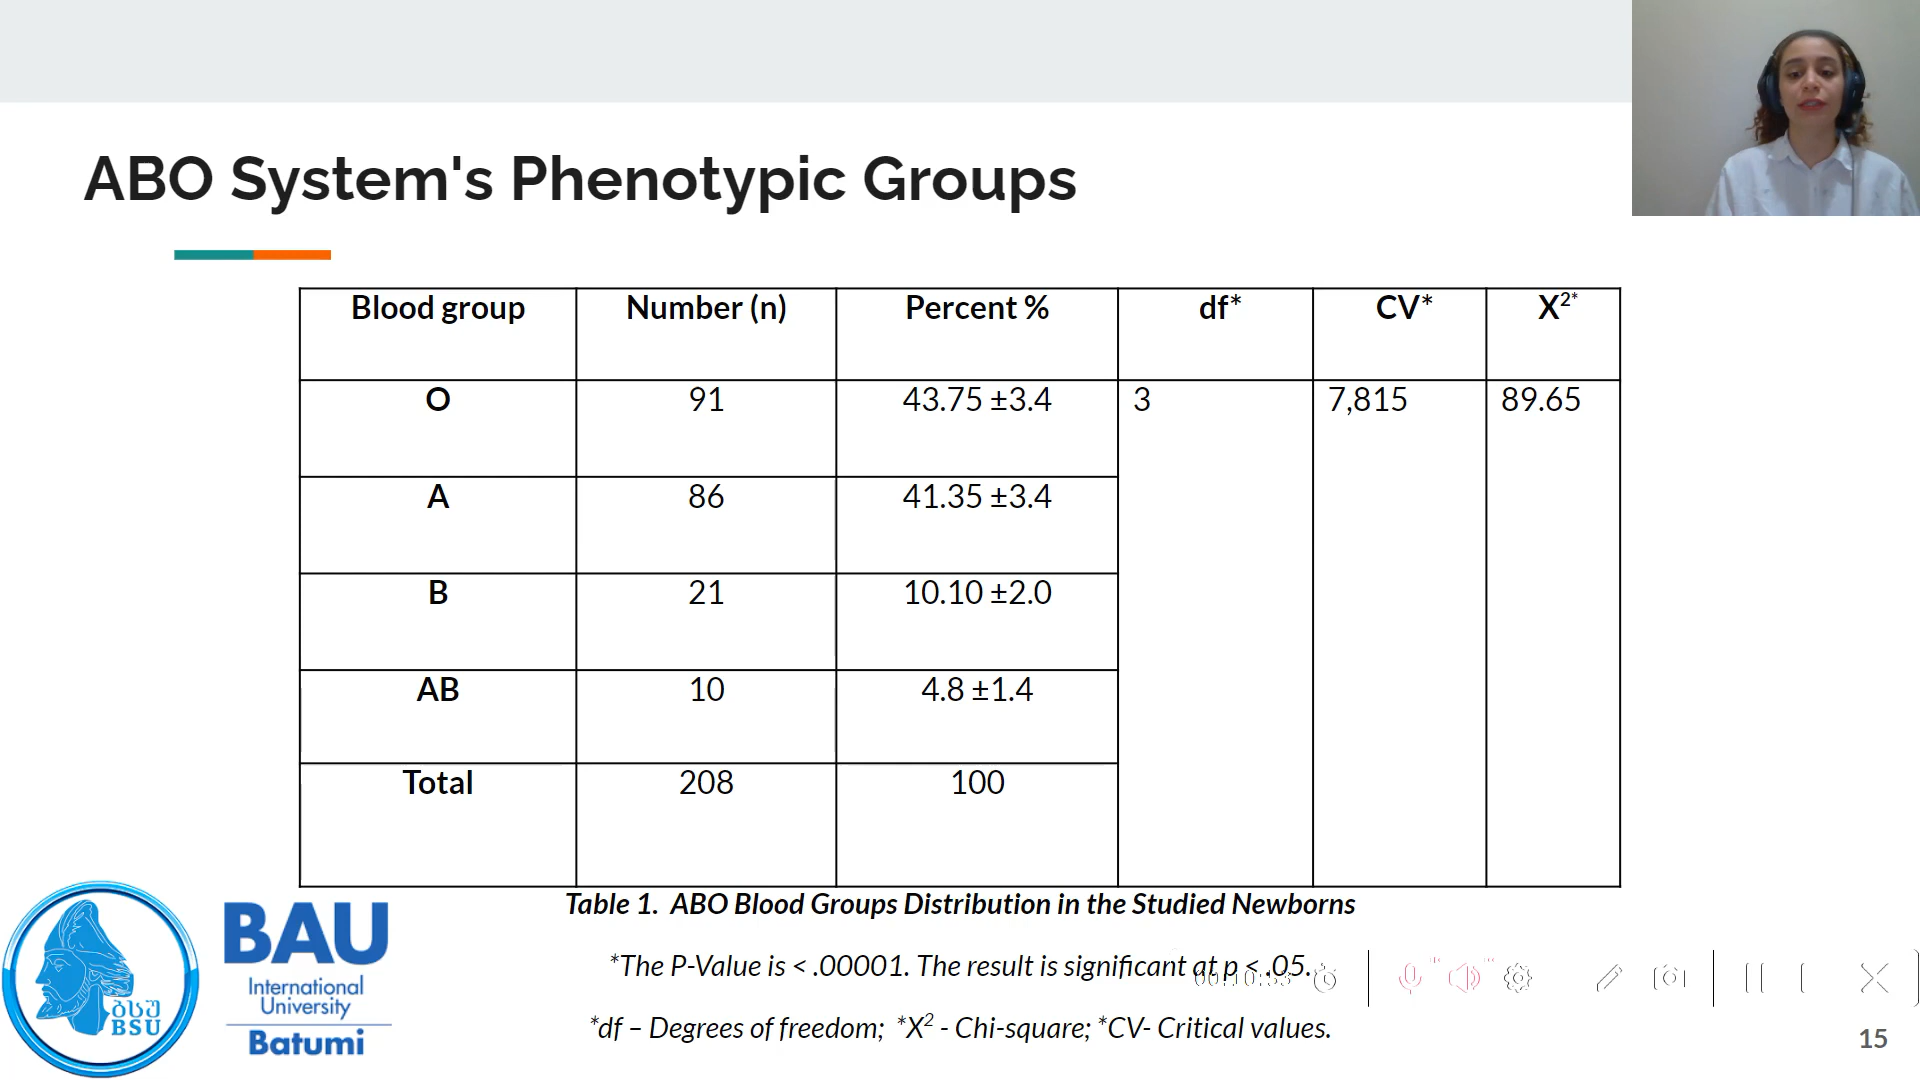 ABO System's Phenotypic Groups
Blood group Number (n) Percent % df* CV* X²*
O 91 43.75 ±3.4 3 7,815 89.65
A 86 41.35 ±3.4
B 21 10.10 ±2.0
AB 10 4.8 ±1.4
Total 208 100
Table 1. ABO Blood Groups Distribution in the Studied Newborns
*The P-Value is < .00001. The result is significant at p < .05.
*df – Degrees of freedom; *X² - Chi-square; *CV- Critical values.
ბსუ
BSU
BAU
International
University
Batumi
15